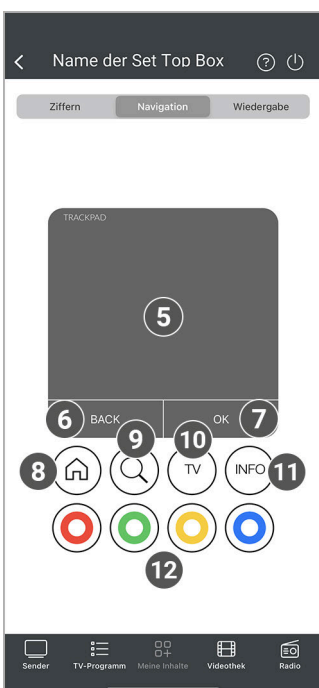 Name der Set Top Box ?
Ziffern Navigation Wiedergabe
TRACKPAD
5
6 BACK OK 7
9 10
8 TV INFO 11
12
Sender TV-Programm Meine Inhalte Videothek Radio